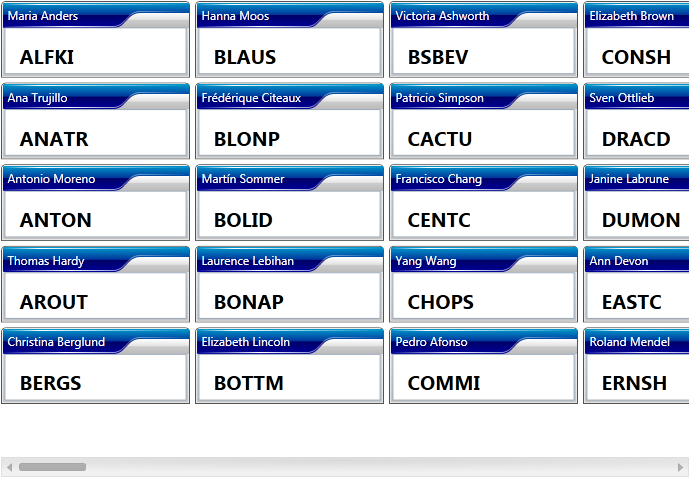 Maria Anders
ALFKI
Hanna Moos
BLAUS
Victoria Ashworth
BSBEV
Elizabeth Brown
CONSH
Ana Trujillo
ANATR
Frédérique Citeaux
BLONP
Patricio Simpson
CACTU
Sven Ottlieb
DRACD
Antonio Moreno
ANTON
Martín Sommer
BOLID
Francisco Chang
CENTC
Janine Labrune
DUMON
Thomas Hardy
AROUT
Laurence Lebihan
BONAP
Yang Wang
CHOPS
Ann Devon
EASTC
Christina Berglund
BERGS
Elizabeth Lincoln
BOTTM
Pedro Afonso
COMMI
Roland Mendel
ERNSH